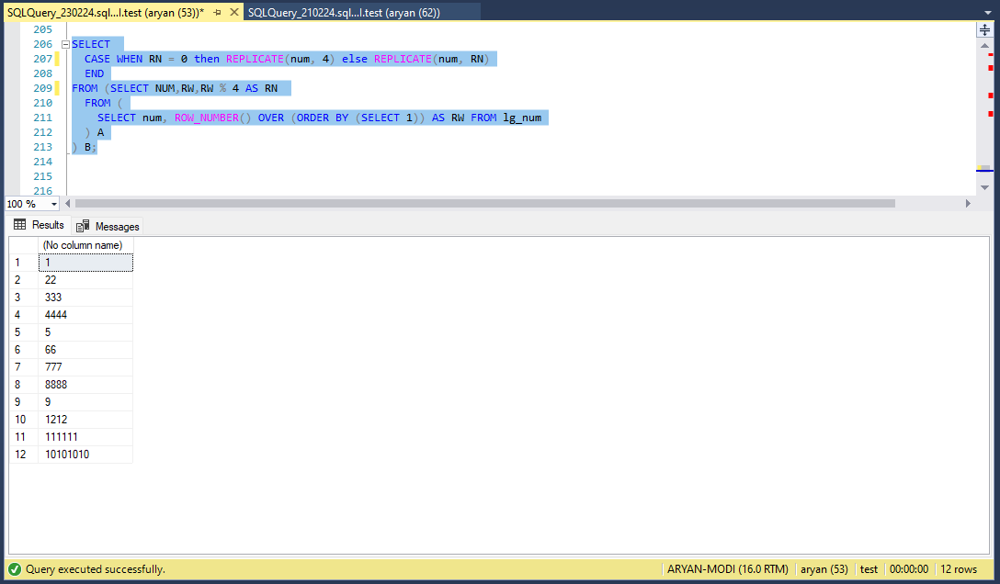 SQLQuery_230224.sql...l.test (aryan (53))*
SQLQuery_210224.sql...l.test (aryan (62))
205
206 SELECT
207 CASE WHEN RN = 0 then REPLICATE(num, 4) else REPLICATE(num, RN)
208 END
209 FROM (SELECT NUM,RW,RW % 4 AS RN
210 FROM (
211 SELECT num, ROW_NUMBER() OVER (ORDER BY (SELECT 1)) AS RW FROM lg_num
212 ) A
213 ) B;
214
215
216
100 %
Results Messages
(No column name)
1 1
2 22
3 333
4 4444
5 5
6 66
7 777
8 8888
9 9
10 1212
11 111111
12 10101010
Query executed successfully. ARYAN-MODI (16.0 RTM) aryan (53) test 00:00:00 12 rows